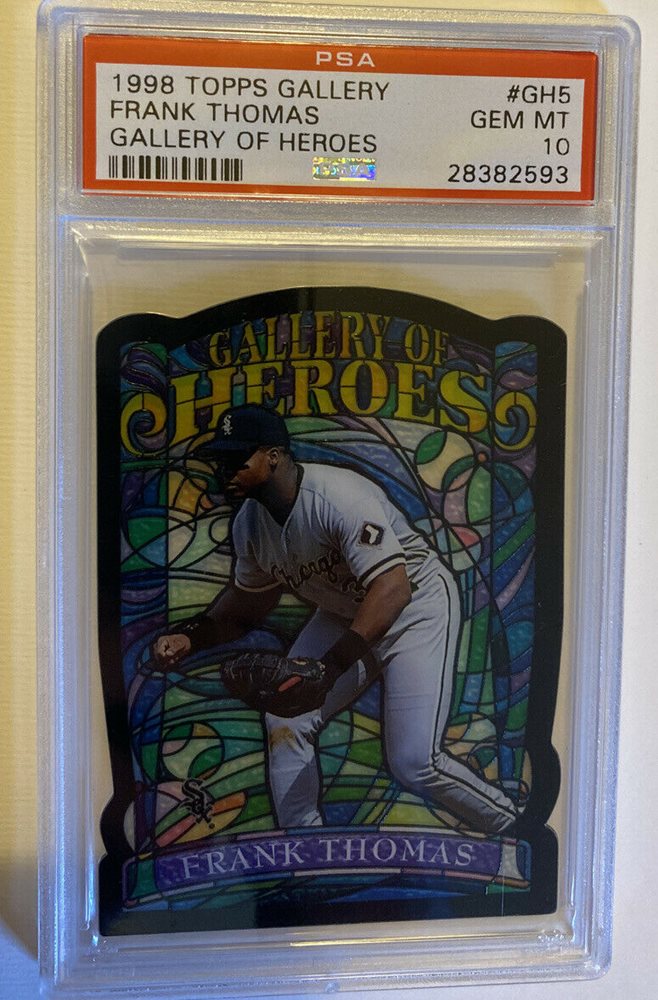 PSA
1998 TOPPS GALLERY #GH5
FRANK THOMAS GEM MT
GALLERY OF HEROES 10
28382593
GALLERY OF
HEROES
Sox
FRANK THOMAS